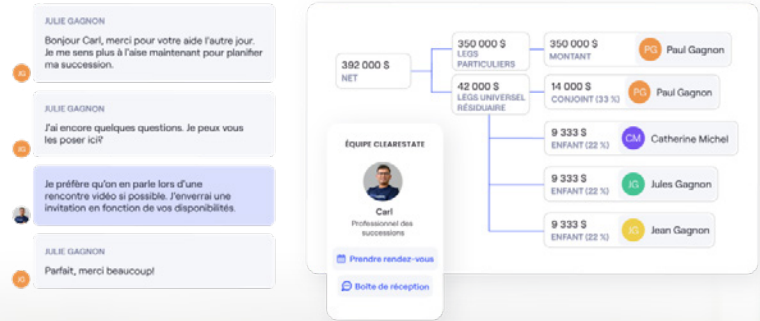 JULIE GAGNON
Bonjour Carl, merci pour votre aide l'autre jour.
Je me sens plus à l'aise maintenant pour planifier
ma succession.
JG
JULIE GAGNON
J'ai encore quelques questions. Je peux vous
les poser ici?
JG
Je préfère qu'on en parle lors d'une
rencontre vidéo si possible. J'enverrai une
invitation en fonction de vos disponibilités.
JULIE GAGNON
Parfait, merci beaucoup!
JG
392 000 $
NET
350 000 $
LEGS
PARTICULIERS
350 000 $
MONTANT
PG Paul Gagnon
42 000 $
LEGS UNIVERSEL
RÉSIDUAIRE
14 000 $
CONJOINT (33 %)
PG Paul Gagnon
9 333 $
ENFANT (22 %)
CM Catherine Michel
9 333 $
ENFANT (22 %)
JG Jules Gagnon
9 333 $
ENFANT (22 %)
JG Jean Gagnon
ÉQUIPE CLEARESTATE
Carl
Professionnel des
successions
Prendre rendez-vous
Boîte de réception